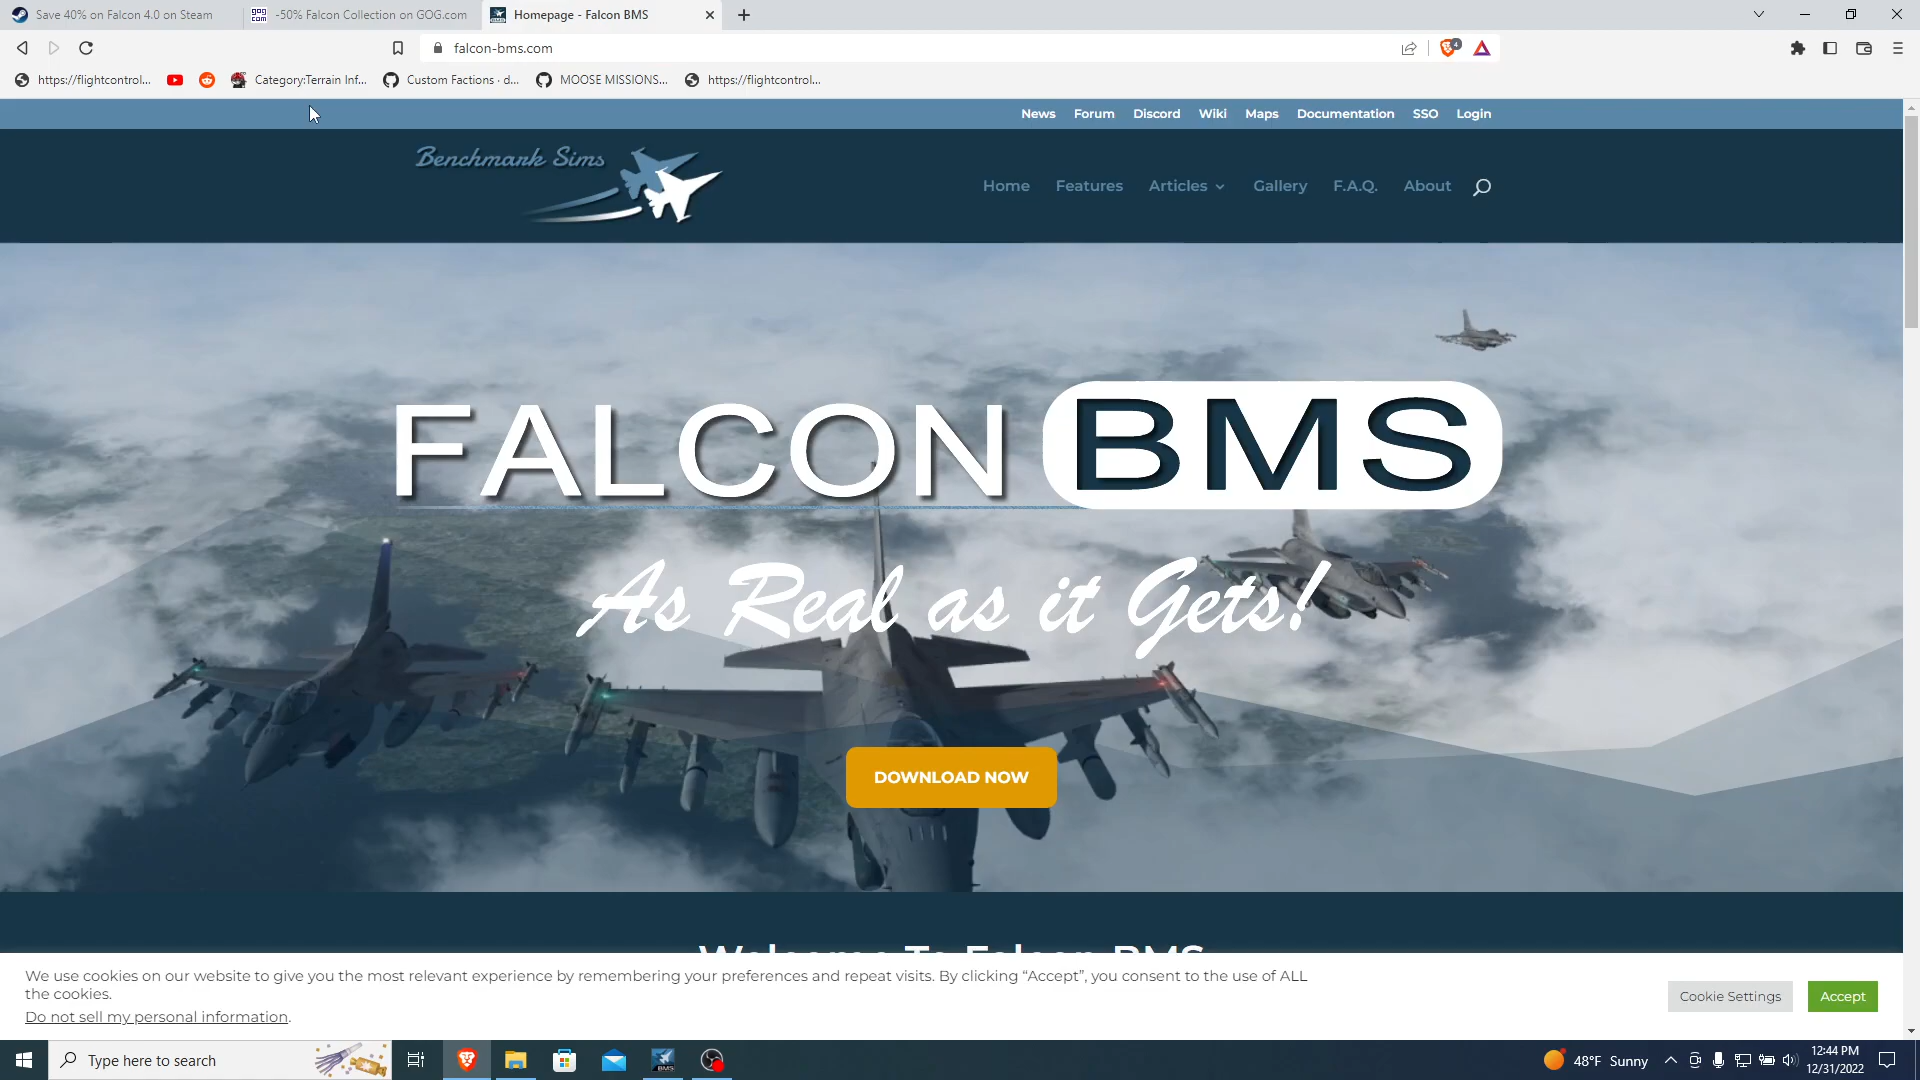 Save 40% on Falcon 4.0 on Steam
GOG COM
-50% Falcon Collection on GOG.com
Homepage - Falcon BMS
falcon-bms.com
4
https://flightcontrol...
Category:Terrain Inf...
Custom Factions · d...
MOOSE MISSIONS...
https://flightcontrol...
News
Forum
Discord
Wiki
Maps
Documentation
SSO
Login
Benchmark Sims
Home
Features
Articles
Gallery
F.A.Q.
About
FALCON BMS
As Real as it Gets!
DOWNLOAD NOW
Welcome To Falcon BMS
We use cookies on our website to give you the most relevant experience by remembering your preferences and repeat visits. By clicking “Accept”, you consent to the use of ALL
the cookies.
Do not sell my personal information.
Cookie Settings
Accept
Type here to search
BMS
48°F Sunny
12:44 PM
12/31/2022